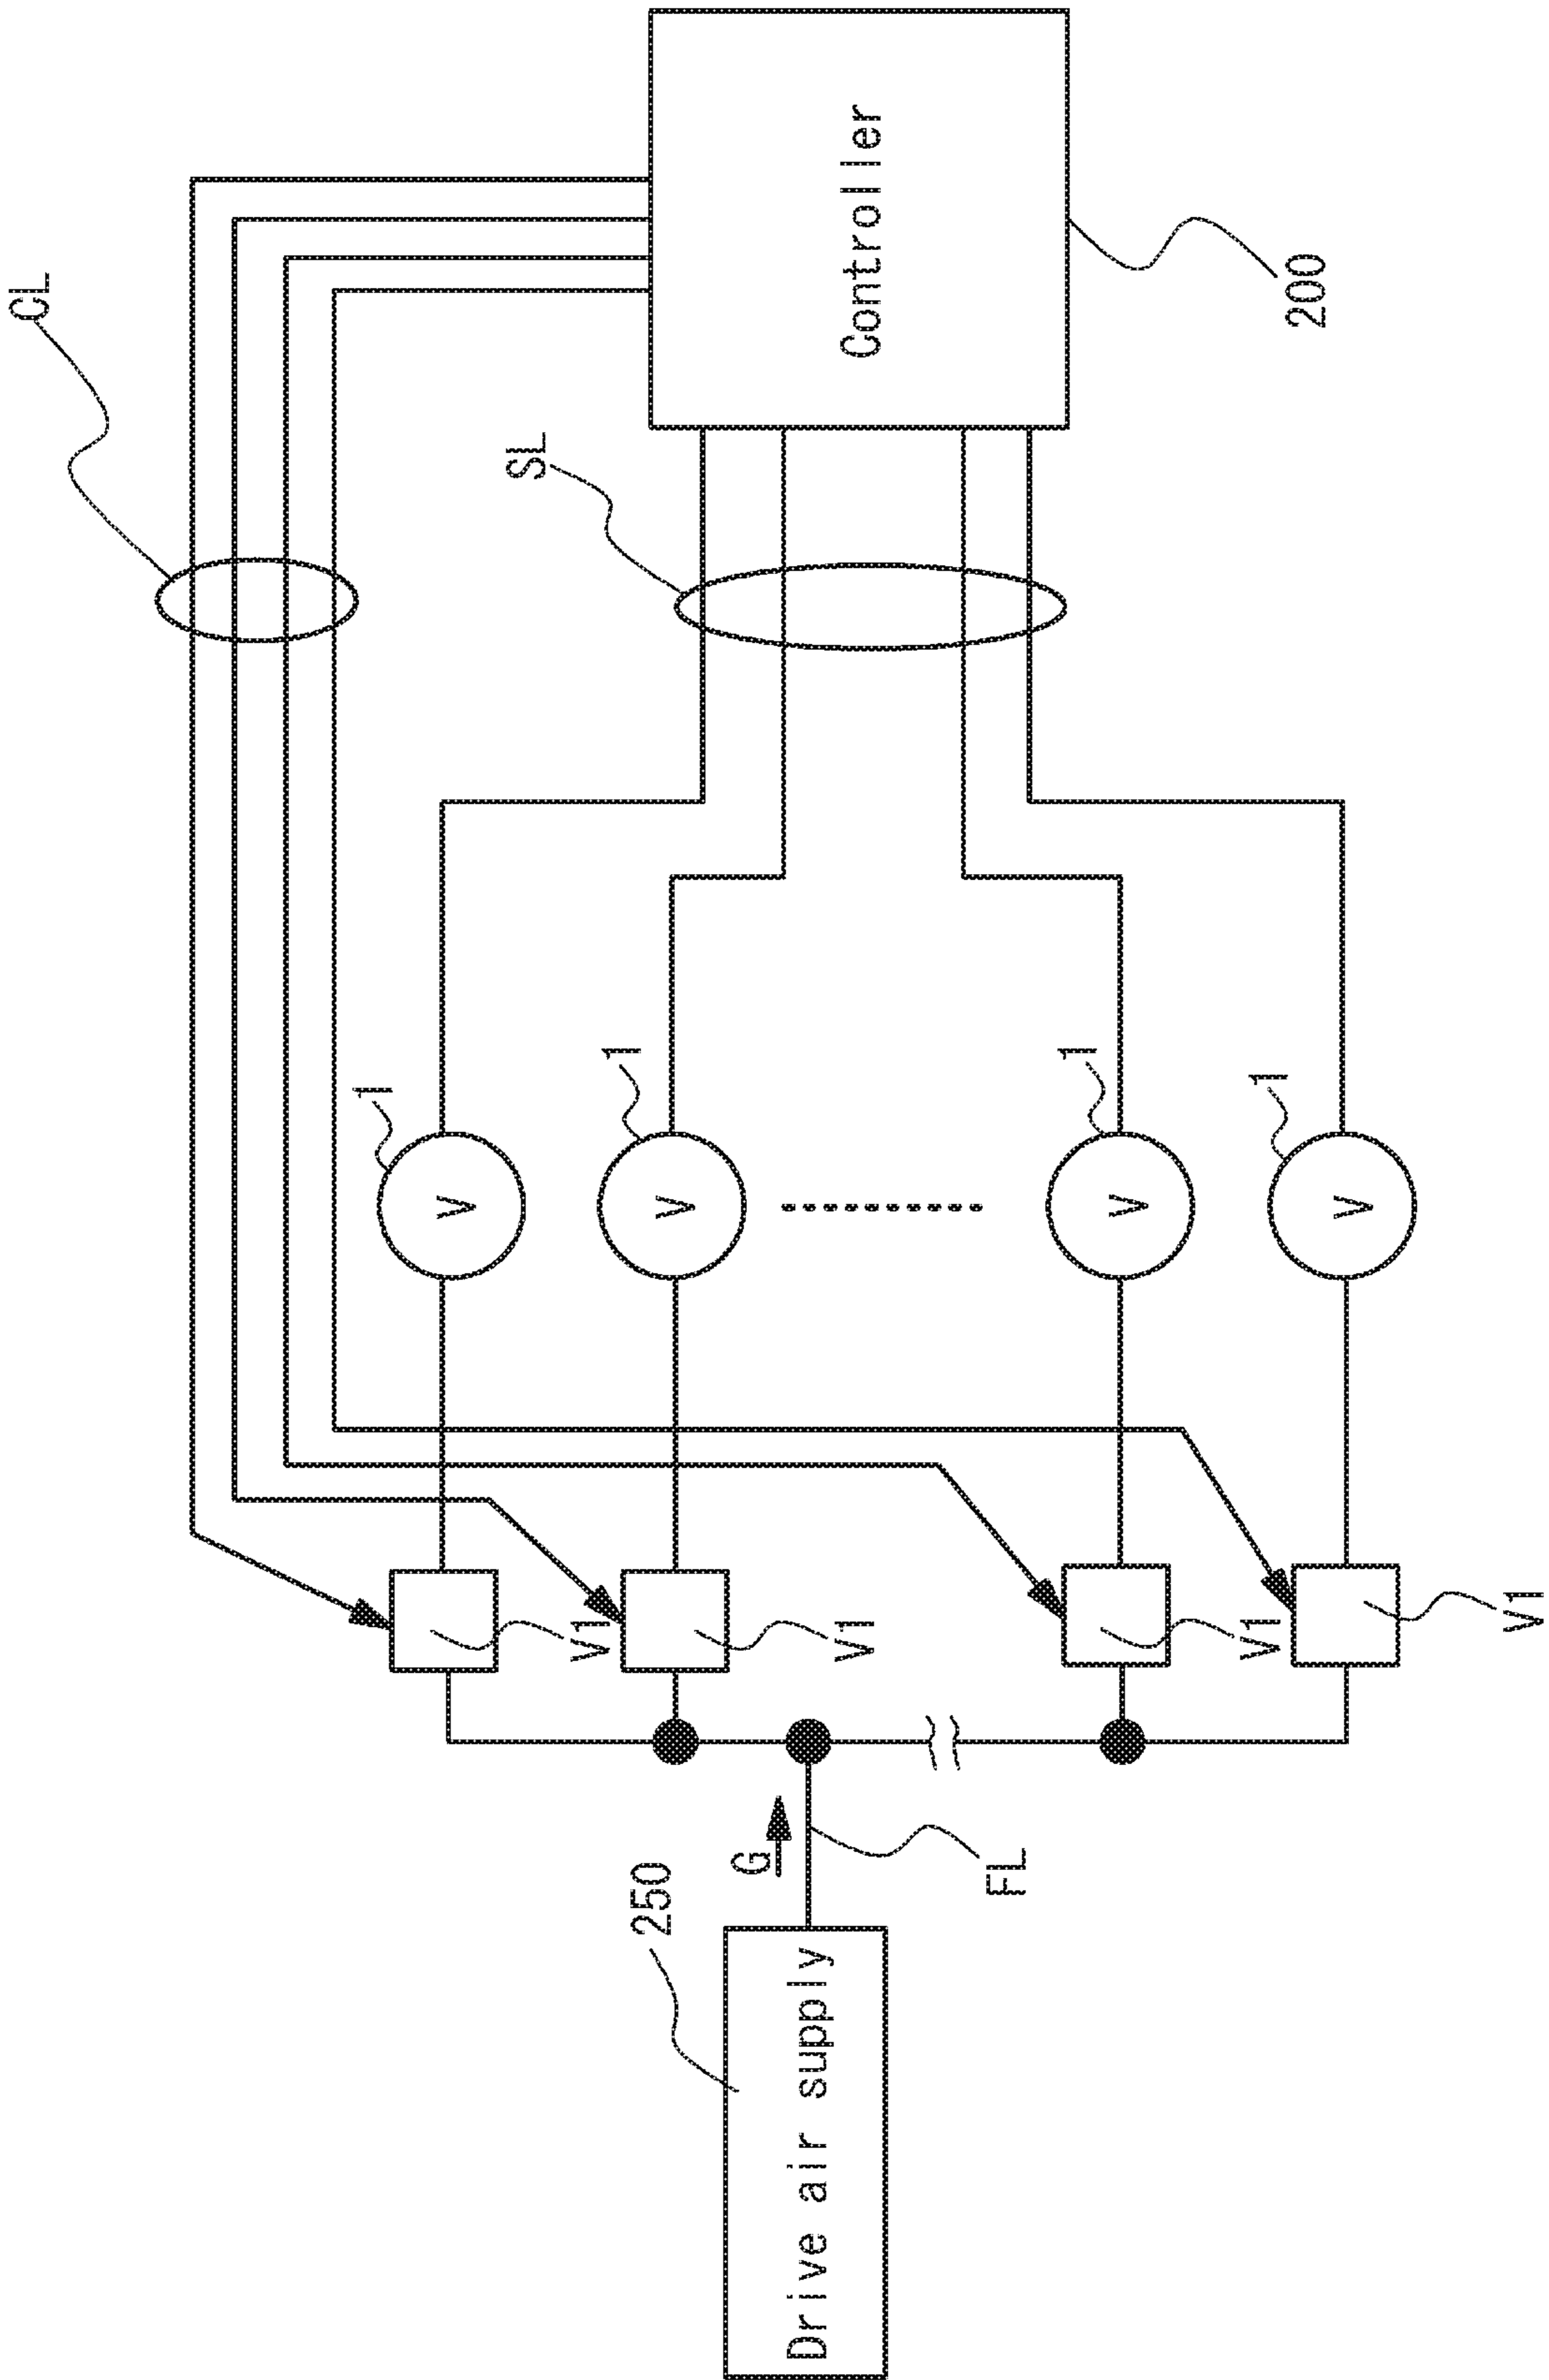 CL
Controller
SL
200
1
1
1
1
V
V
V
V
V1
V1
V1
V1
G
250
FL
Drive air supply